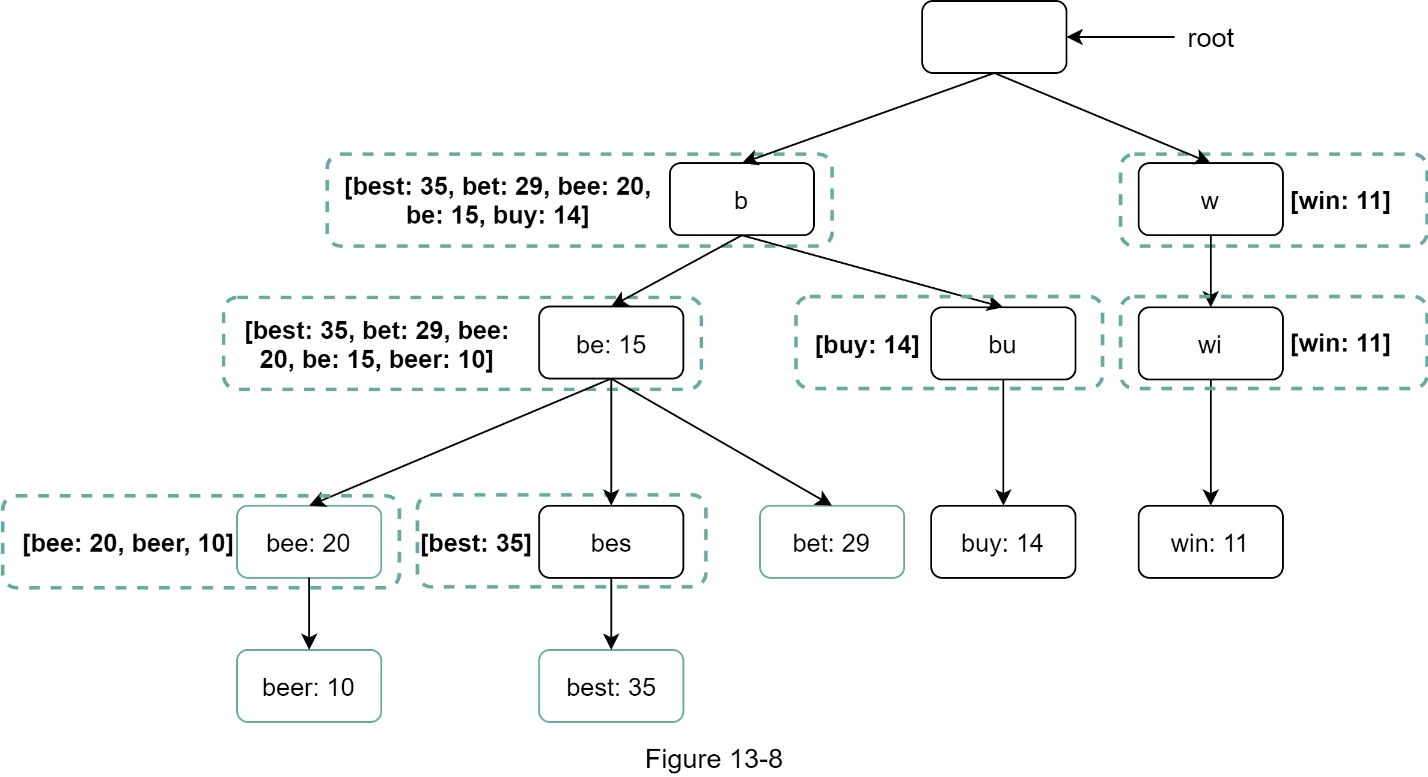 root
[best: 35, bet: 29, bee: 20,
be: 15, buy: 14]
b
w
[win: 11]
[best: 35, bet: 29, bee:
20, be: 15, beer: 10]
be: 15
[buy: 14]
bu
wi
[win: 11]
[bee: 20, beer, 10]
bee: 20
[best: 35]
bes
bet: 29
buy: 14
win: 11
beer: 10
best: 35
Figure 13-8